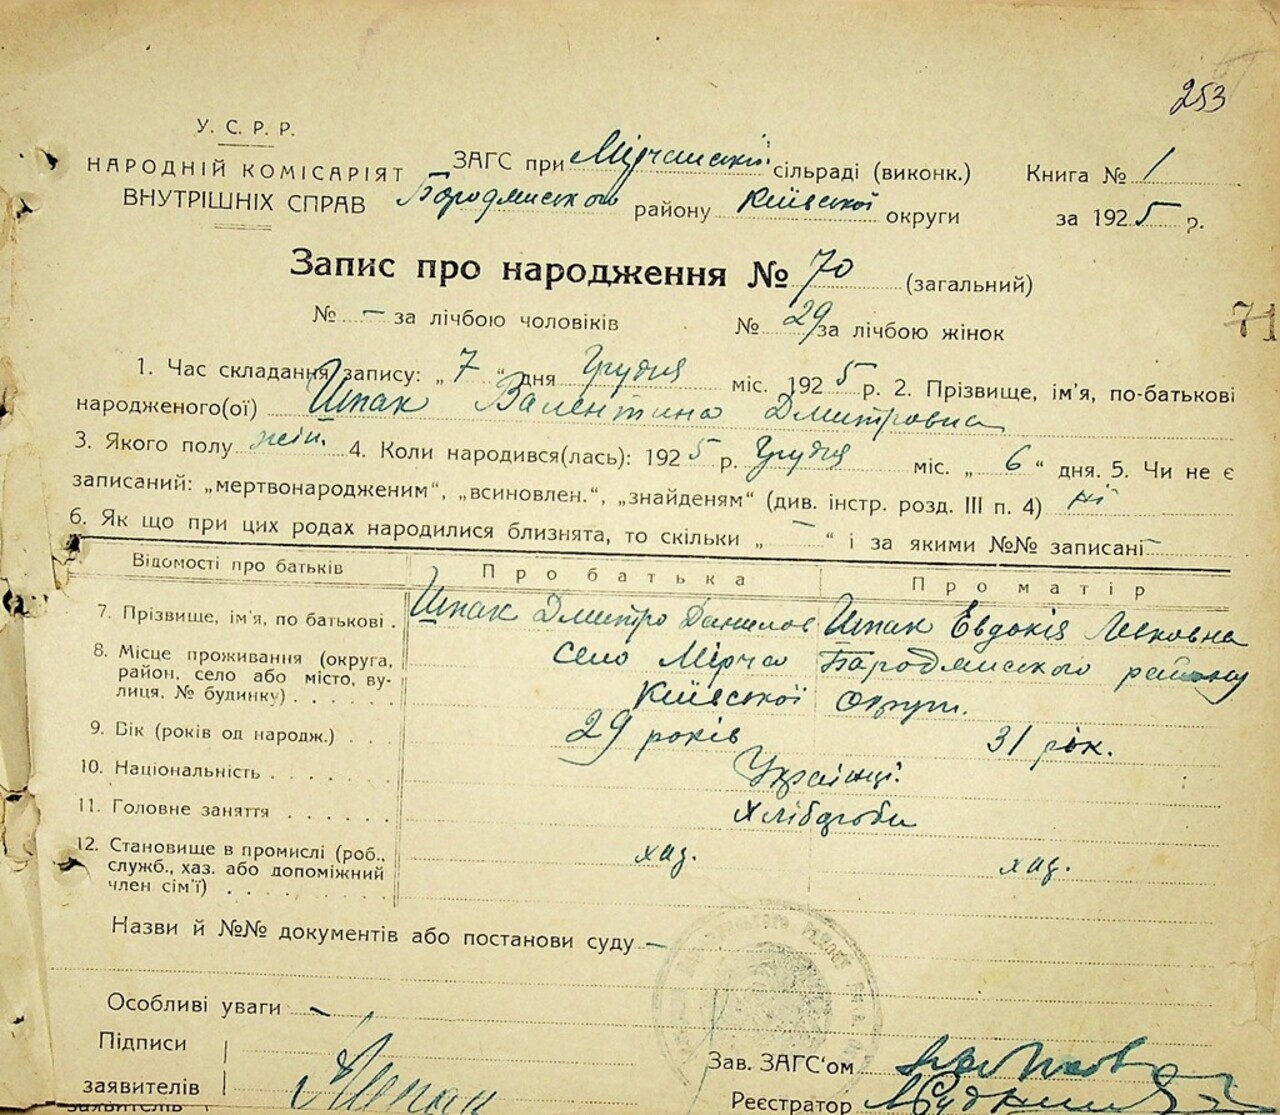 253
У. С. Р. Р.
НАРОДНІЙ КОМІСАРІЯТ
ВНУТРІШНІХ СПРАВ
ЗАГС при Мірчанській сільраді (виконк.) Книга № 1
Бородянського району Київської округи за 1925 р.
Запис про народження № 70 (загальний)
№ – за лічбою чоловіків № 29 за лічбою жінок
71
1. Час складання запису: „7“ дня Грудня міс. 1925 р. 2. Прізвище, ім'я, по-батькові
народженого(ої) Шпак Валентина Дмитровна
3. Якого полу жін. 4. Коли народився(лась): 1925 р. Грудня міс. „6“ дня. 5. Чи не є
записаний: „мертвонародженим“, „всиновлен.“, „знайденям“ (див. інстр. розд. III п. 4) ні
6. Як що при цих родах народилися близнята, то скільки „–“ і за якими №№ записані –
Відомості про батьків Про батька Про матір
7. Прізвище, ім'я, по батькові . Шпак Дмитро Данилов Шпак Евдокія Левковна
8. Місце проживання (округа, район, село або місто, вулиця, № будинку) . . . . . . Село Мірча Бародянского району
Київської округи.
9. Вік (років од народж.) . . . 29 років 31 рік.
10. Національність . . . . . . . Українці.
11. Головне заняття . . . . . . Хлібороби
12. Становище в промислі (роб.,
служб., хаз. або допоміжний
член сім'ї) . . . . . . . . . хаз. хаз.
Назви й №№ документів або постанови суду –
Особливі уваги –
Підписи
заявителів Шпак
Зав. ЗАГС'ом
Реєстратор
заявителів